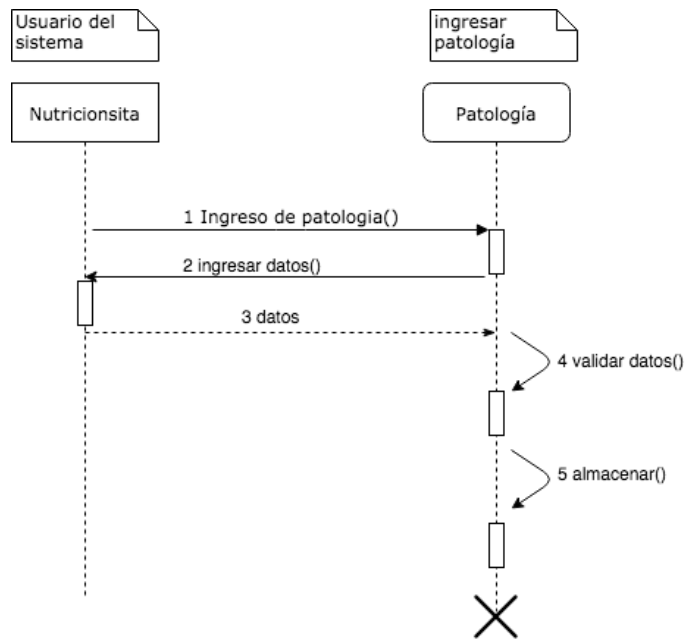 Usuario del
sistema
ingresar
patología
Nutricionsita
Patología
1 Ingreso de patologia()
2 ingresar datos()
3 datos
4 validar datos()
5 almacenar()